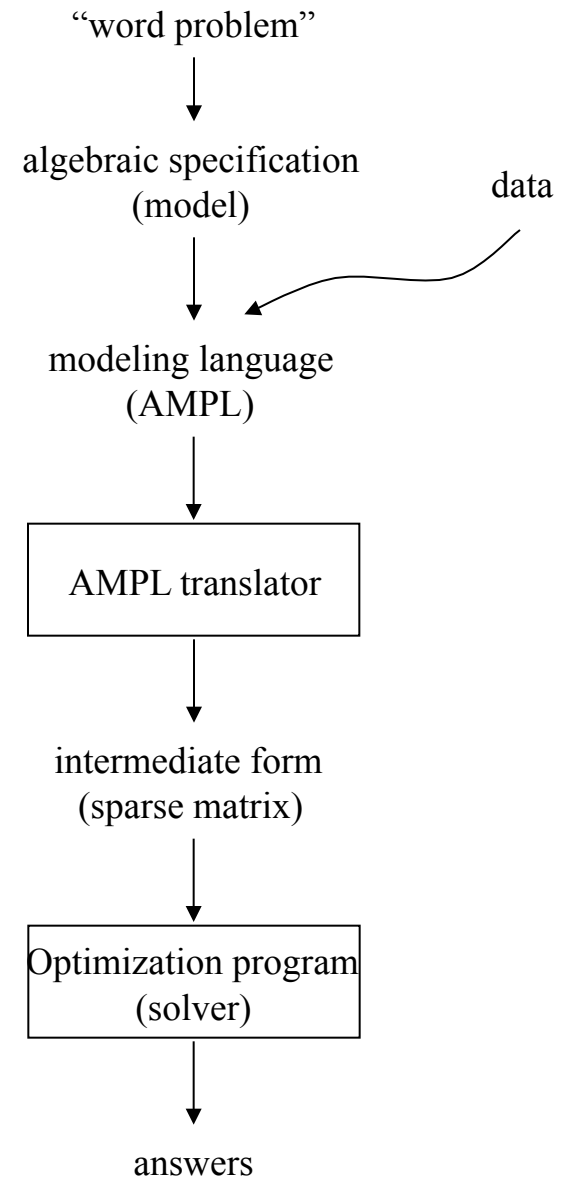 “word problem”
algebraic specification
(model)
data
modeling language
(AMPL)
AMPL translator
intermediate form
(sparse matrix)
Optimization program
(solver)
answers